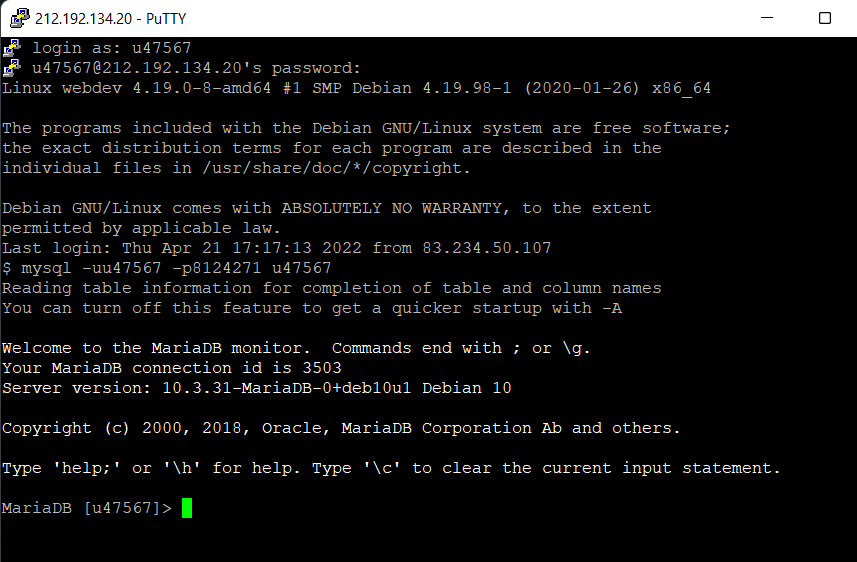 212.192.134.20 - PuTTY
login as: u47567
u47567@212.192.134.20's password:
Linux webdev 4.19.0-8-amd64 #1 SMP Debian 4.19.98-1 (2020-01-26) x86_64
The programs included with the Debian GNU/Linux system are free software;
the exact distribution terms for each program are described in the
individual files in /usr/share/doc/*/copyright.
Debian GNU/Linux comes with ABSOLUTELY NO WARRANTY, to the extent
permitted by applicable law.
Last login: Thu Apr 21 17:17:13 2022 from 83.234.50.107
$ mysql -uu47567 -p8124271 u47567
Reading table information for completion of table and column names
You can turn off this feature to get a quicker startup with -A
Welcome to the MariaDB monitor.  Commands end with ; or \g.
Your MariaDB connection id is 3503
Server version: 10.3.31-MariaDB-0+deb10u1 Debian 10
Copyright (c) 2000, 2018, Oracle, MariaDB Corporation Ab and others.
Type 'help;' or '\h' for help. Type '\c' to clear the current input statement.
MariaDB [u47567]>